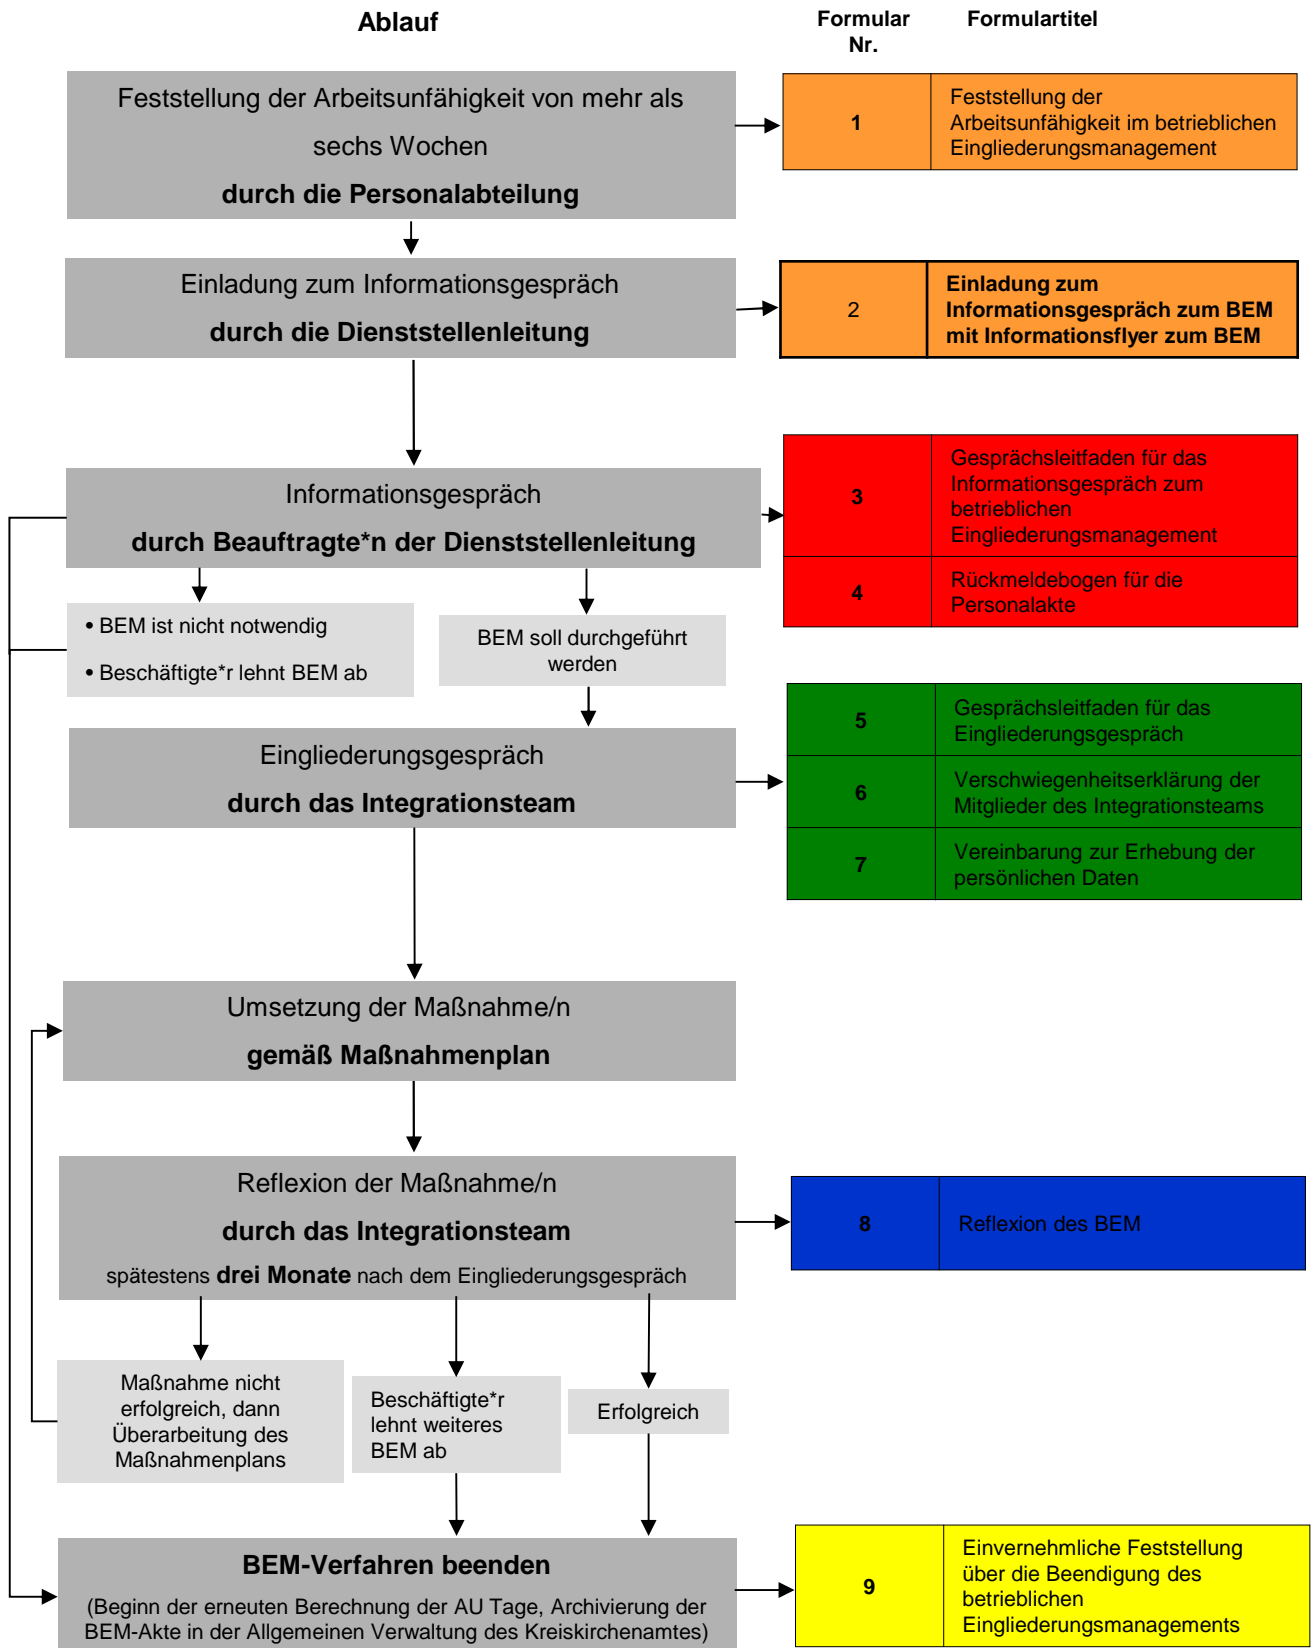 Ablauf
Formular
Nr.
Formulartitel
Feststellung der Arbeitsunfähigkeit von mehr als
sechs Wochen
durch die Personalabteilung
1
Feststellung der
Arbeitsunfähigkeit im betrieblichen
Eingliederungsmanagement
Einladung zum Informationsgespräch
durch die Dienststellenleitung
2
Einladung zum
Informationsgespräch zum BEM
mit Informationsflyer zum BEM
Informationsgespräch
durch Beauftragte*n der Dienststellenleitung
3
Gesprächsleitfaden für das
Informationsgespräch zum
betrieblichen
Eingliederungsmanagement
4
Rückmeldebogen für die
Personalakte
• BEM ist nicht notwendig
• Beschäftigte*r lehnt BEM ab
BEM soll durchgeführt
werden
Eingliederungsgespräch
durch das Integrationsteam
5
Gesprächsleitfaden für das
Eingliederungsgespräch
6
Verschwiegenheitserklärung der
Mitglieder des Integrationsteams
7
Vereinbarung zur Erhebung der
persönlichen Daten
Umsetzung der Maßnahme/n
gemäß Maßnahmenplan
Reflexion der Maßnahme/n
durch das Integrationsteam
spätestens drei Monate nach dem Eingliederungsgespräch
8
Reflexion des BEM
Maßnahme nicht
erfolgreich, dann
Überarbeitung des
Maßnahmenplans
Beschäftigte*r
lehnt weiteres
BEM ab
Erfolgreich
BEM-Verfahren beenden
(Beginn der erneuten Berechnung der AU Tage, Archivierung der
BEM-Akte in der Allgemeinen Verwaltung des Kreiskirchenamtes)
9
Einvernehmliche Feststellung
über die Beendigung des
betrieblichen
Eingliederungsmanagements